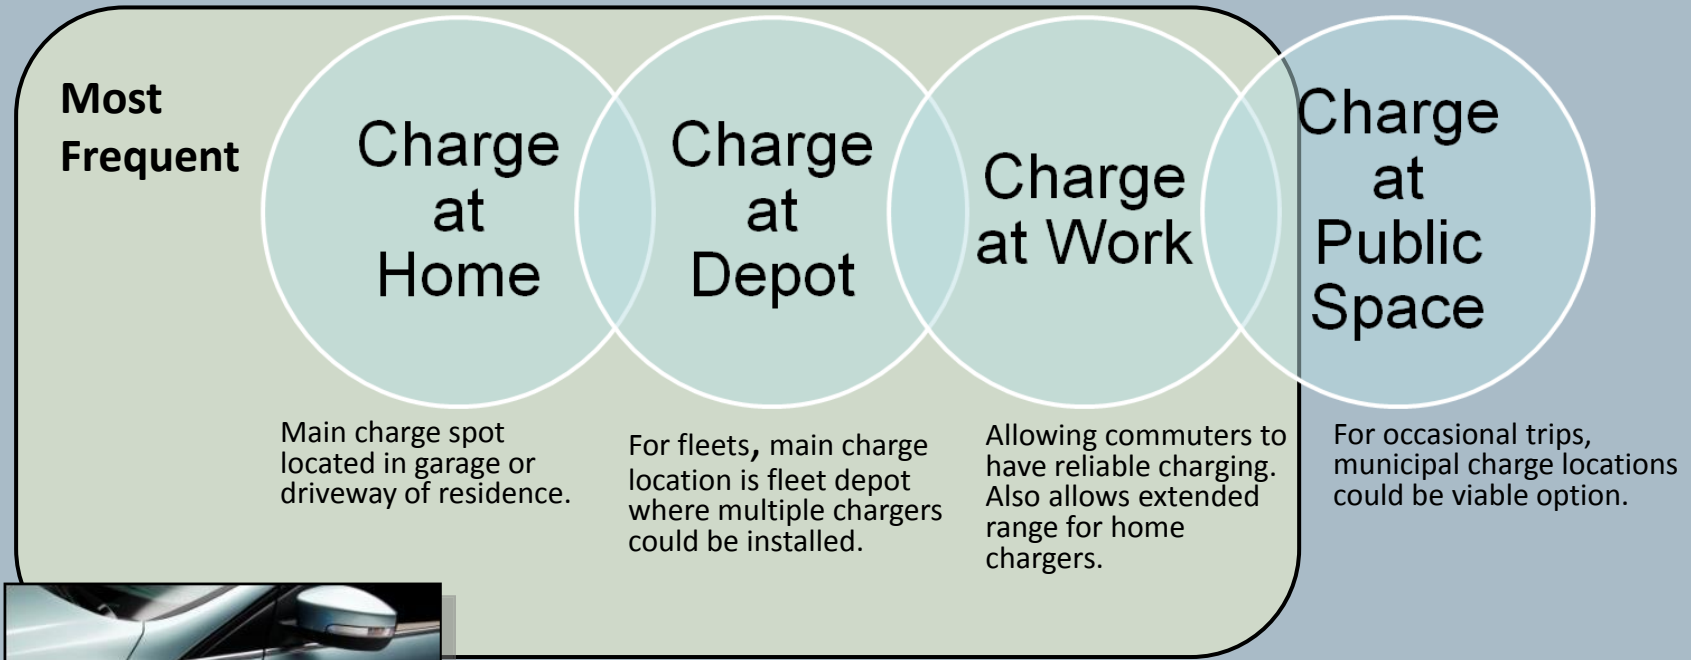 Most
Frequent
Charge
at
Home
Charge
at
Depot
Charge
at Work
Charge
at
Public
Space
Main charge spot
located in garage or
driveway of residence.
For fleets, main charge
location is fleet depot
where multiple chargers
could be installed.
Allowing commuters to
have reliable charging.
Also allows extended
range for home
chargers.
For occasional trips,
municipal charge locations
could be viable option.